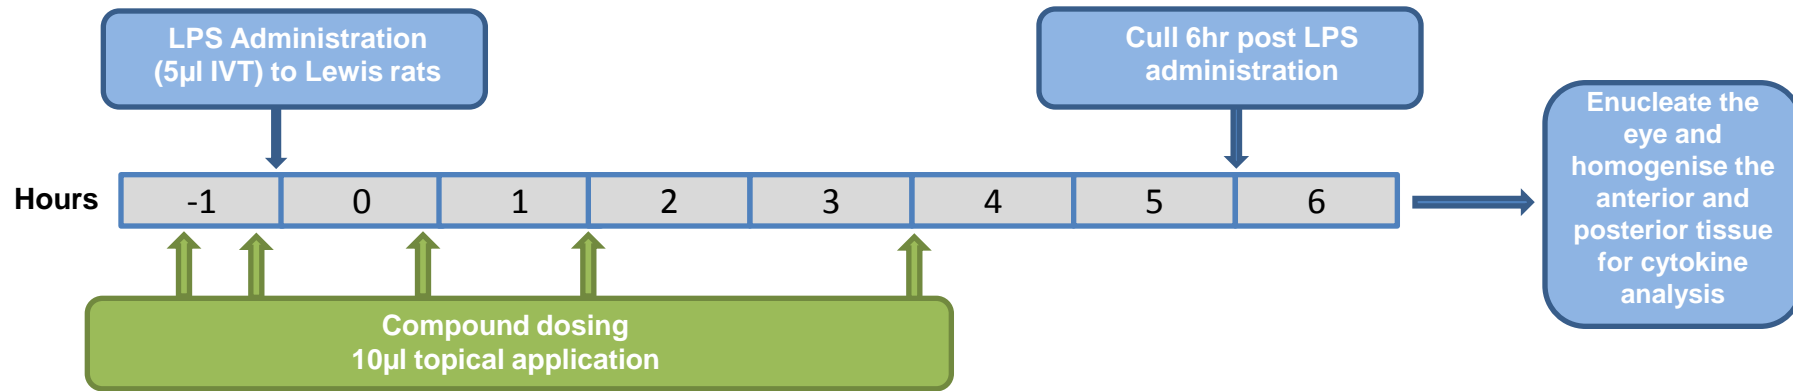 LPS Administration
(5µl IVT) to Lewis rats
Cull 6hr post LPS
administration
Enucleate the
eye and
homogenise the
anterior and
posterior tissue
for cytokine
analysis
Hours -1 0 1 2 3 4 5 6
Compound dosing
10µl topical application